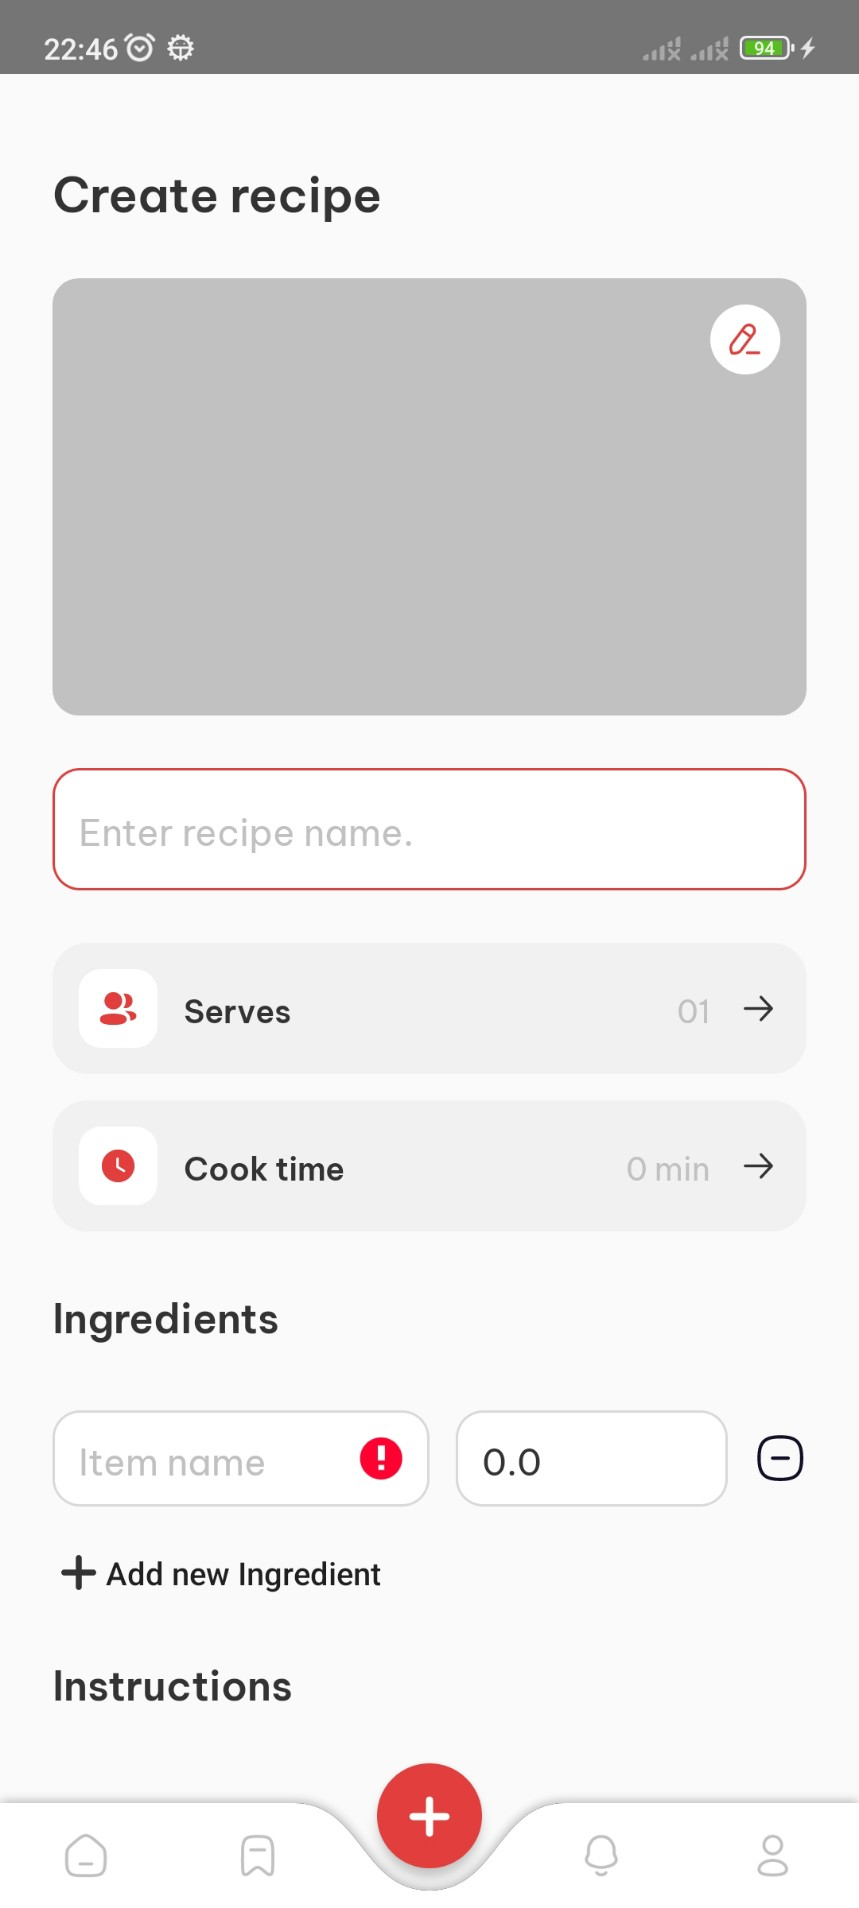 22:46 94
Create recipe
Enter recipe name.
Serves 01
Cook time 0 min
Ingredients
Item name 0.0
Add new Ingredient
Instructions